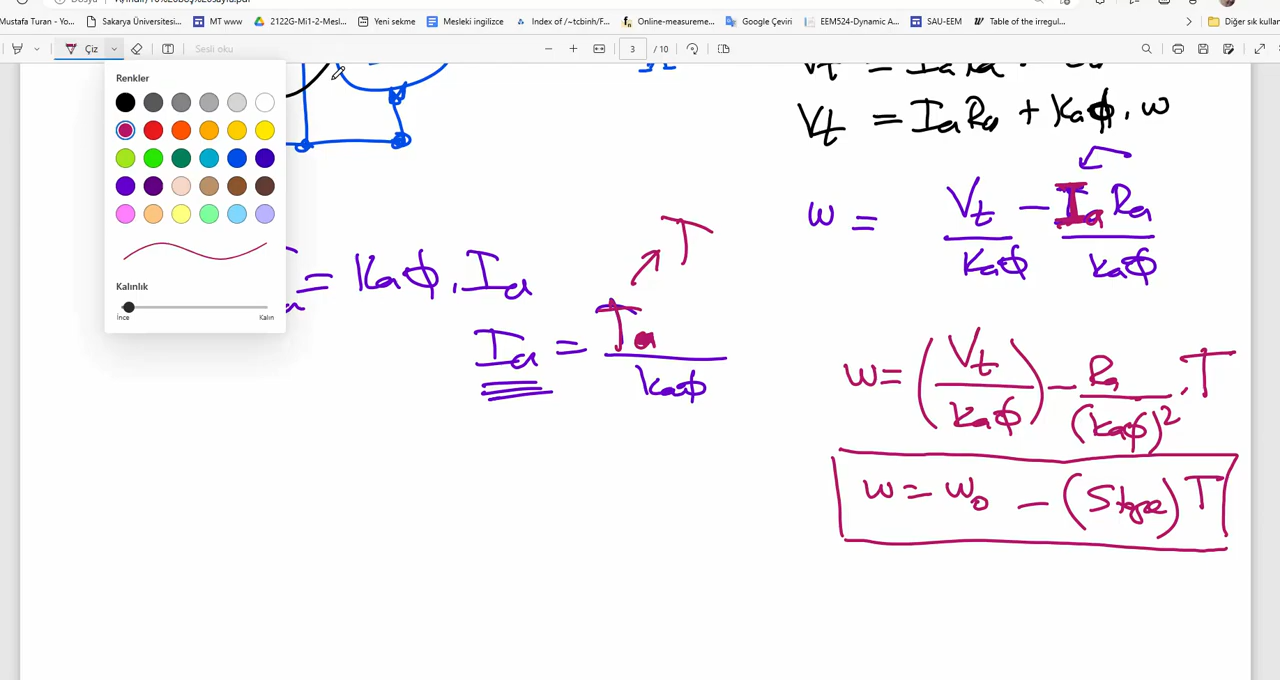 Mustafa Turan - Y... Sakarya Üniversitesi... MT www 2122G-Mi1-2-Mesl... Yeni sekme Mesleki ingilizce Index of /~tcbinh/F... Online-measureme... Google Çeviri EEM524-Dynamic A... SAU-EEM Table of the irregul... Diğer sık kullanılanlar
Çiz Sesli oku 3 / 10
Renkler
Kalınlık
İnce Kalın
Vt = IaRa + Kaϕ . w
w = Vt/Kaϕ − IaRa/Kaϕ
= Kaϕ . Ia
T
Ia = Ta/Kaϕ
w = (Vt/Kaϕ) − Ra/(Kaϕ)² . T
w = w0 − (Slope) T